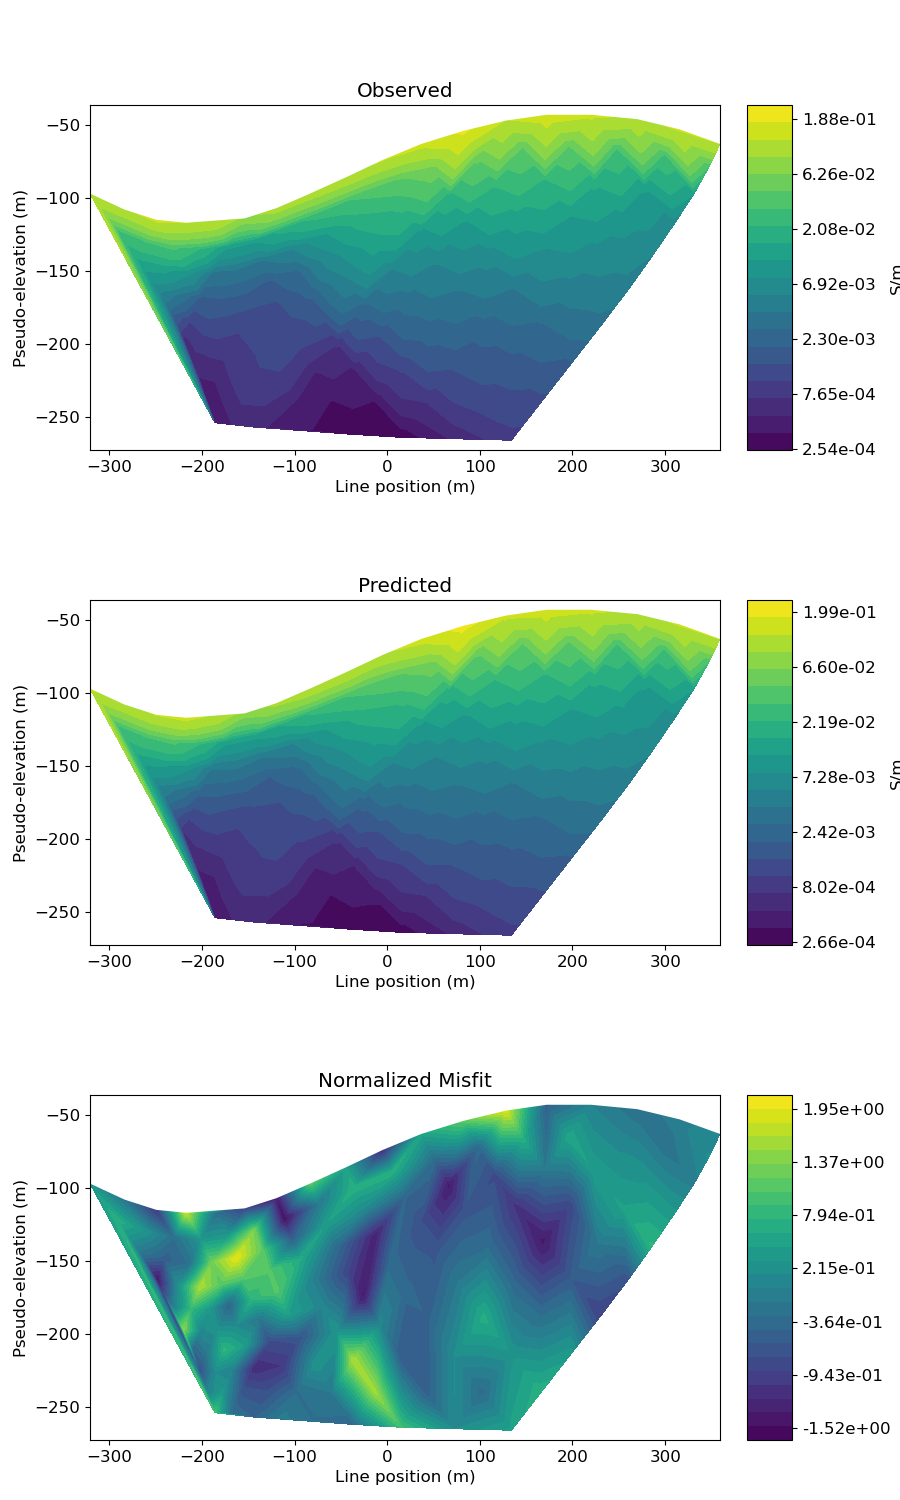 Observed
Pseudo-elevation (m)
−50
−100
−150
−200
−250
−300 −200 −100 0 100 200 300
Line position (m)
1.88e-01
6.26e-02
2.08e-02
6.92e-03
2.30e-03
7.65e-04
2.54e-04
S/m
Predicted
Pseudo-elevation (m)
−50
−100
−150
−200
−250
−300 −200 −100 0 100 200 300
Line position (m)
1.99e-01
6.60e-02
2.19e-02
7.28e-03
2.42e-03
8.02e-04
2.66e-04
S/m
Normalized Misfit
Pseudo-elevation (m)
−50
−100
−150
−200
−250
−300 −200 −100 0 100 200 300
Line position (m)
1.95e+00
1.37e+00
7.94e-01
2.15e-01
-3.64e-01
-9.43e-01
-1.52e+00